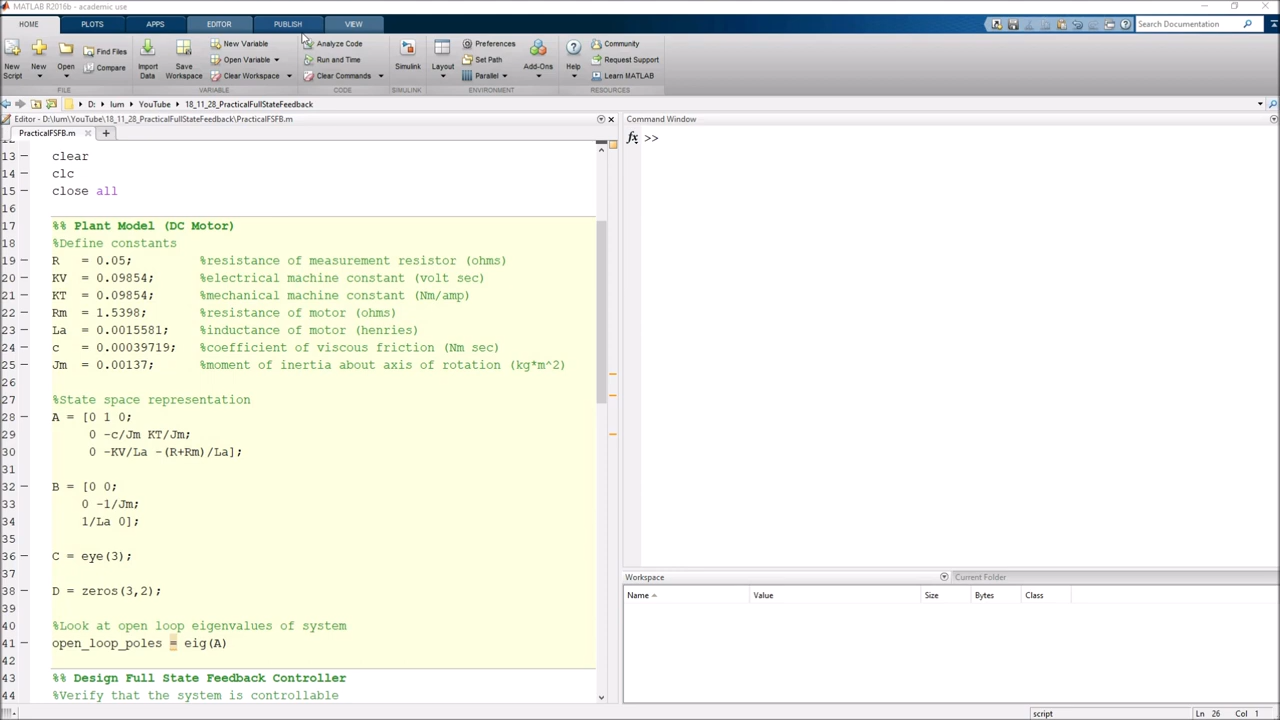 MATLAB R2016b - academic use
HOME PLOTS APPS EDITOR PUBLISH VIEW Search Documentation
New Script New Open Find Files Compare Import Data Save Workspace New Variable Open Variable Clear Workspace Analyze Code Run and Time Clear Commands Simulink Layout Preferences Set Path Parallel Add-Ons Help Community Request Support Learn MATLAB
FILE VARIABLE CODE SIMULINK ENVIRONMENT RESOURCES
D: lum YouTube 18_11_28_PracticalFullStateFeedback
Editor - D:\lum\YouTube\18_11_28_PracticalFullStateFeedback\PracticalFSFB.m
PracticalFSFB.m +
13 clear
14 clc
15 close all
16
17 %% Plant Model (DC Motor)
18 %Define constants
19 R = 0.05; %resistance of measurement resistor (ohms)
20 KV = 0.09854; %electrical machine constant (volt sec)
21 KT = 0.09854; %mechanical machine constant (Nm/amp)
22 Rm = 1.5398; %resistance of motor (ohms)
23 La = 0.0015581; %inductance of motor (henries)
24 c = 0.00039719; %coefficient of viscous friction (Nm sec)
25 Jm = 0.00137; %moment of inertia about axis of rotation (kg*m^2)
26
27 %State space representation
28 A = [0 1 0;
29 0 -c/Jm KT/Jm;
30 0 -KV/La -(R+Rm)/La];
31
32 B = [0 0;
33 0 -1/Jm;
34 1/La 0];
35
36 C = eye(3);
37
38 D = zeros(3,2);
39
40 %Look at open loop eigenvalues of system
41 open_loop_poles = eig(A)
42
43 %% Design Full State Feedback Controller
44 %Verify that the system is controllable
Command Window
fx >>
Workspace Current Folder
Name Value Size Bytes Class
script Ln 26 Col 1